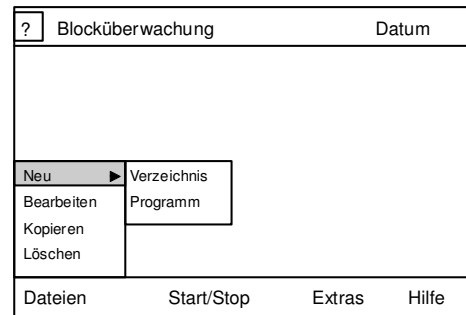 ? Blocküberwachung Datum
Neu ▶ Verzeichnis
Bearbeiten Programm
Kopieren
Löschen
Dateien Start/Stop Extras Hilfe